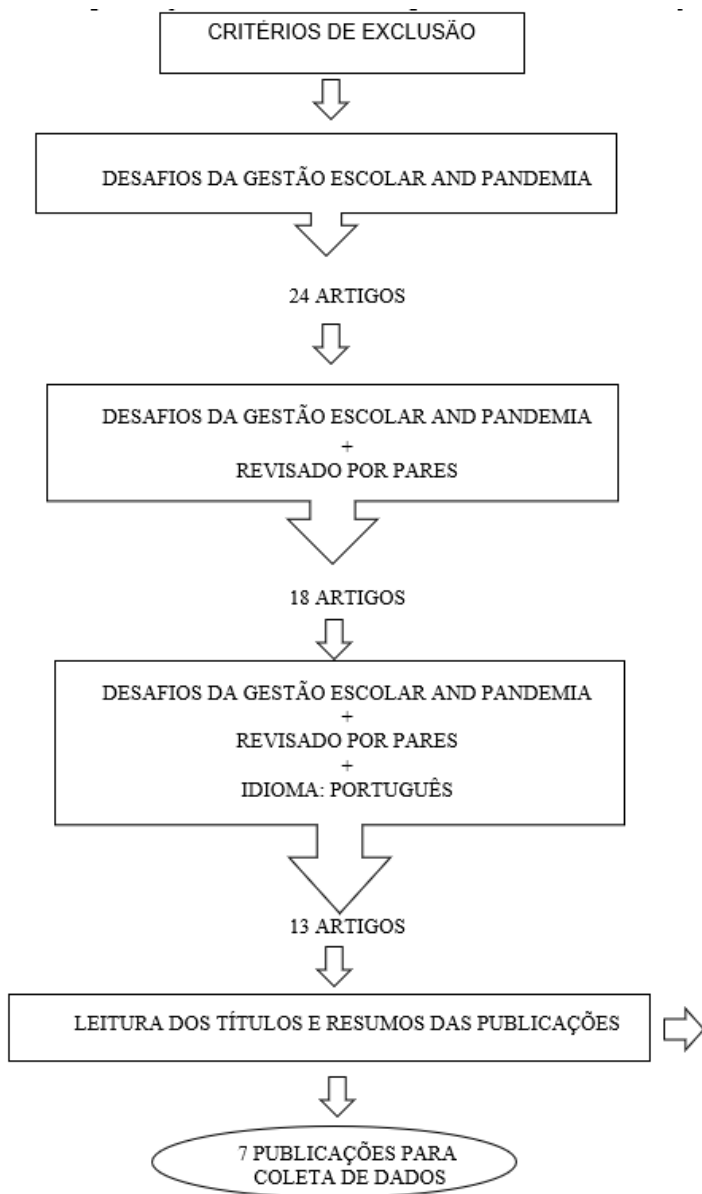 CRITÉRIOS DE EXCLUSÃO
DESAFIOS DA GESTÃO ESCOLAR AND PANDEMIA
24 ARTIGOS
DESAFIOS DA GESTÃO ESCOLAR AND PANDEMIA
+
REVISADO POR PARES
18 ARTIGOS
DESAFIOS DA GESTÃO ESCOLAR AND PANDEMIA
+
REVISADO POR PARES
+
IDIOMA: PORTUGUÊS
13 ARTIGOS
LEITURA DOS TÍTULOS E RESUMOS DAS PUBLICAÇÕES
7 PUBLICAÇÕES PARA
COLETA DE DADOS